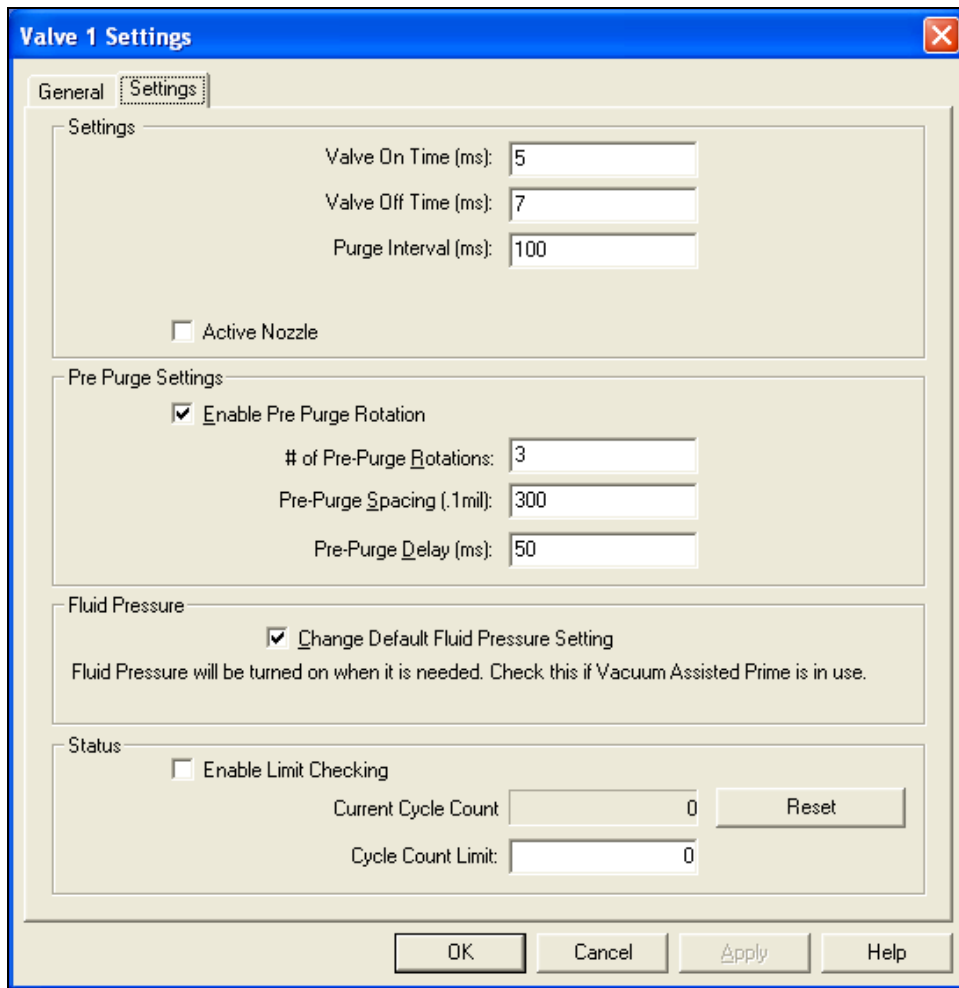 Valve 1 Settings
General Settings
Settings
Valve On Time (ms): 5
Valve Off Time (ms): 7
Purge Interval (ms): 100
Active Nozzle
Pre Purge Settings
Enable Pre Purge Rotation
# of Pre-Purge Rotations: 3
Pre-Purge Spacing (.1mil): 300
Pre-Purge Delay (ms): 50
Fluid Pressure
Change Default Fluid Pressure Setting
Fluid Pressure will be turned on when it is needed. Check this if Vacuum Assisted Prime is in use.
Status
Enable Limit Checking
Current Cycle Count 0 Reset
Cycle Count Limit: 0
OK Cancel Apply Help